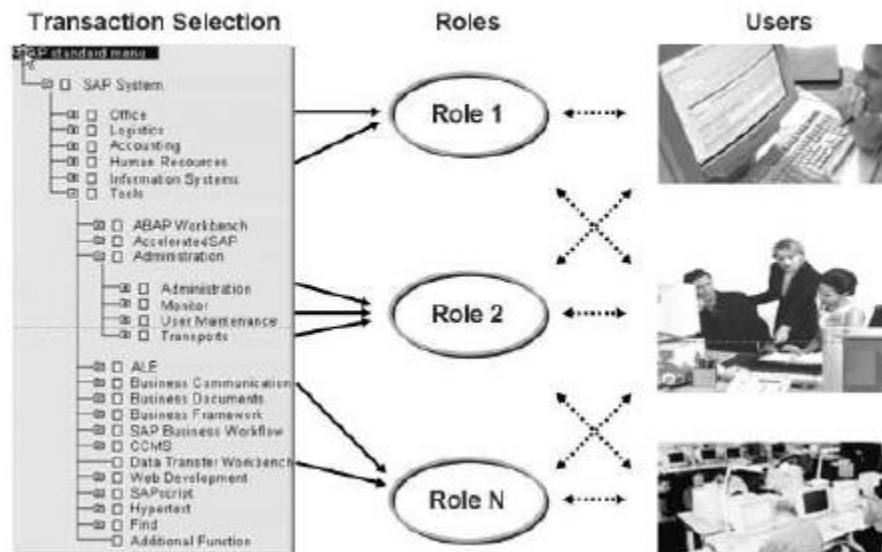 Transaction Selection
Roles
Users
SAP standard menu
SAP System
Office
Logistics
Accounting
Human Resources
Information Systems
Tools
ABAP Workbench
AcceleratedSAP
Administration
Administration
Monitor
User Maintenance
Transports
ALE
Business Communication
Business Documents
Business Framework
SAP Business Workflow
CCMS
Data Transfer Workbench
Web Development
SAPscript
Hypertext
Find
Additional Function
Role 1
Role 2
Role N